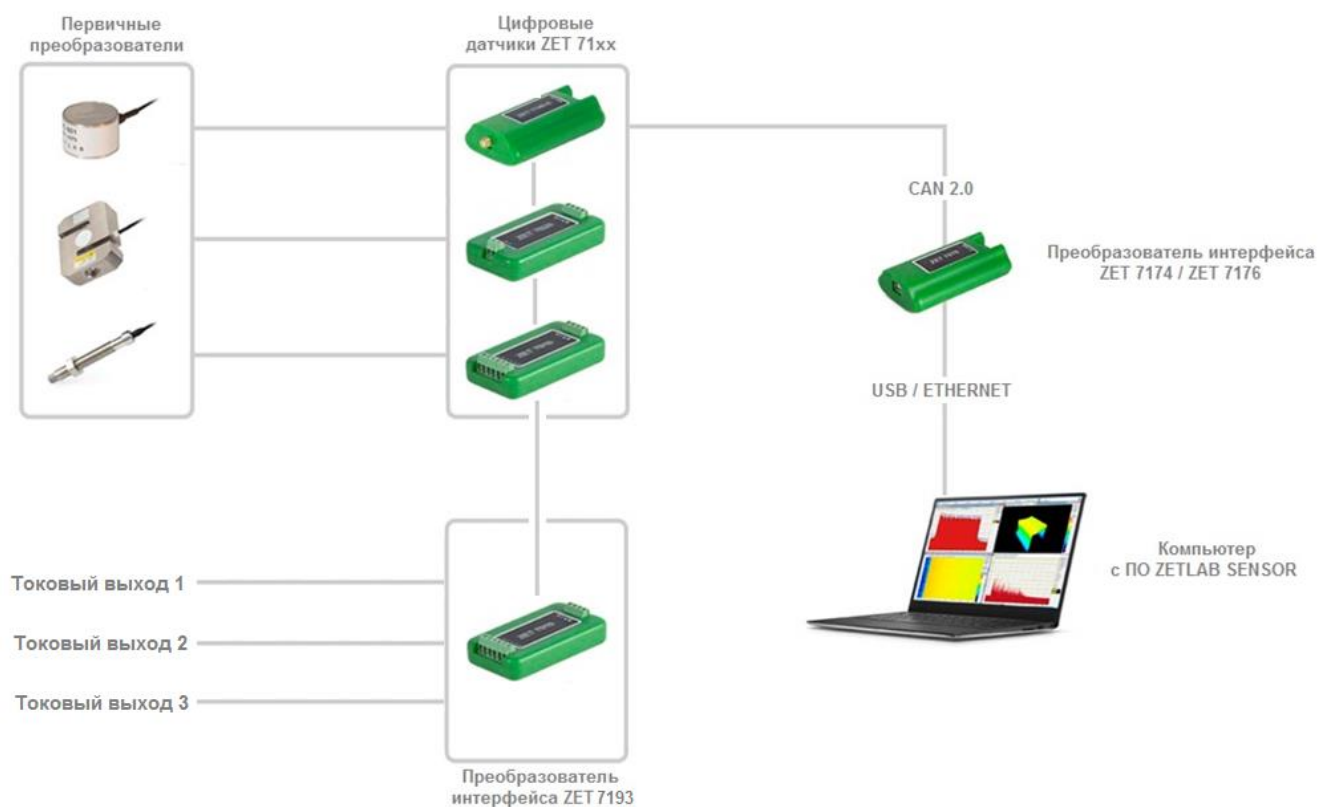 Первичные
преобразователи
Цифровые
датчики ZET 71xx
CAN 2.0
Преобразователь интерфейса
ZET 7174 / ZET 7176
USB / ETHERNET
Компьютер
с ПО ZETLAB SENSOR
Токовый выход 1
Токовый выход 2
Токовый выход 3
Преобразователь
интерфейса ZET 7193